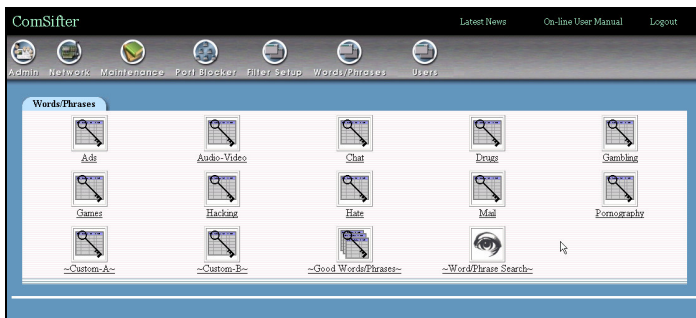 ComSifter Latest News On-line User Manual Logout
Admin Network Maintenance Port Blocker Filter Setup Words/Phrases Users
Words/Phrases
Ads Audio-Video Chat Drugs Gambling
Games Hacking Hate Mail Pornography
~Custom-A~ ~Custom-B~ ~Good Words/Phrases~ ~Word/Phrase Search~